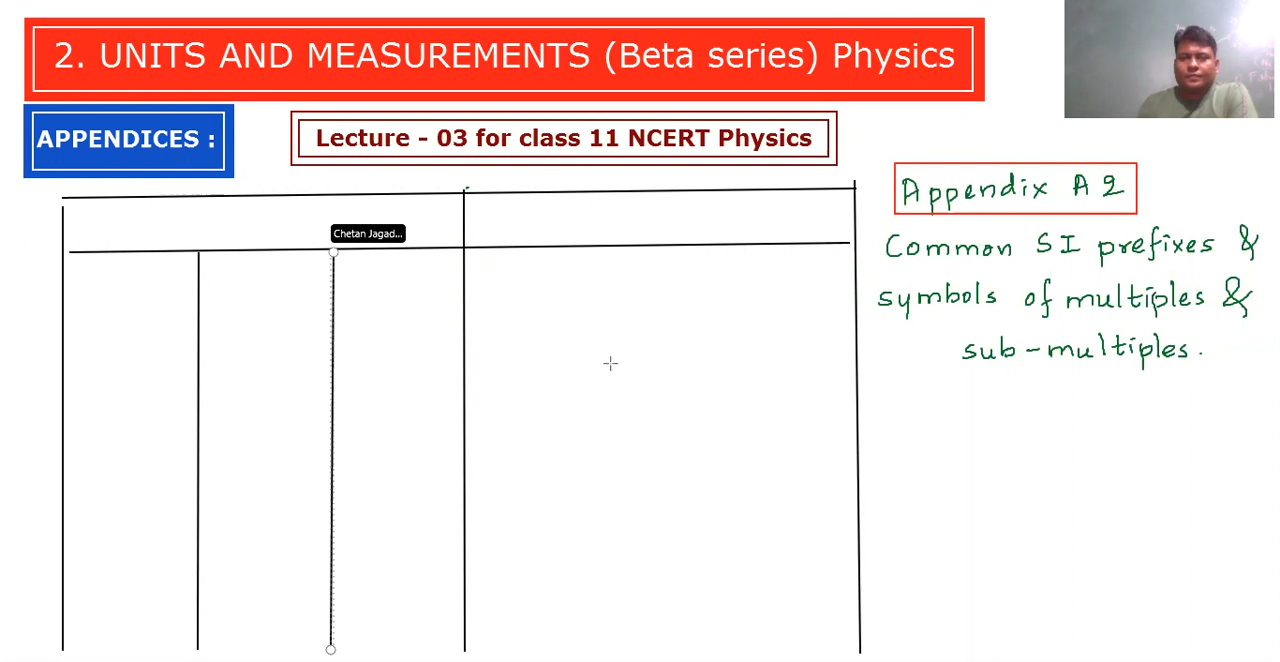 2. UNITS AND MEASUREMENTS (Beta series) Physics
APPENDICES :
Lecture - 03 for class 11 NCERT Physics
Appendix A2
Common SI prefixes &
symbols of multiples &
sub-multiples.
Chetan Jagad...